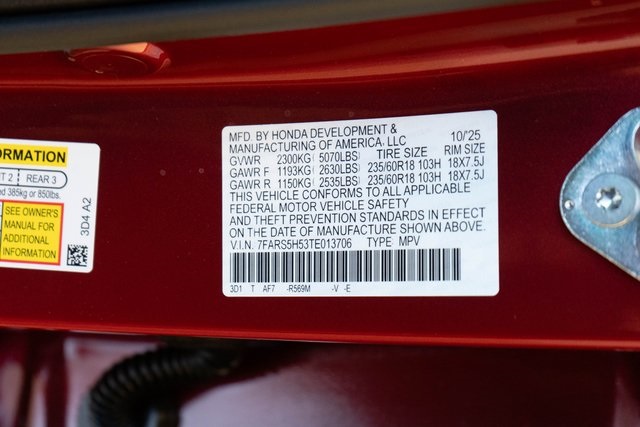 ORMATION
T 2 | REAR 3
ed 385kg or 850lbs.
SEE OWNER'S
MANUAL FOR
ADDITIONAL
INFORMATION
3D4 A2
MFD. BY HONDA DEVELOPMENT &
MANUFACTURING OF AMERICA, LLC 10/'25
GVWR 2300KG( 5070LBS) TIRE SIZE RIM SIZE
GAWR F 1193KG( 2630LBS) 235/60R18 103H 18X7.5J
GAWR R 1150KG( 2535LBS) 235/60R18 103H 18X7.5J
THIS VEHICLE CONFORMS TO ALL APPLICABLE
FEDERAL MOTOR VEHICLE SAFETY
AND THEFT PREVENTION STANDARDS IN EFFECT
ON THE DATE OF MANUFACTURE SHOWN ABOVE.
V.I.N. 7FARS5H53TE013706 TYPE MPV
3D1 T AF7 -R569M -V -E